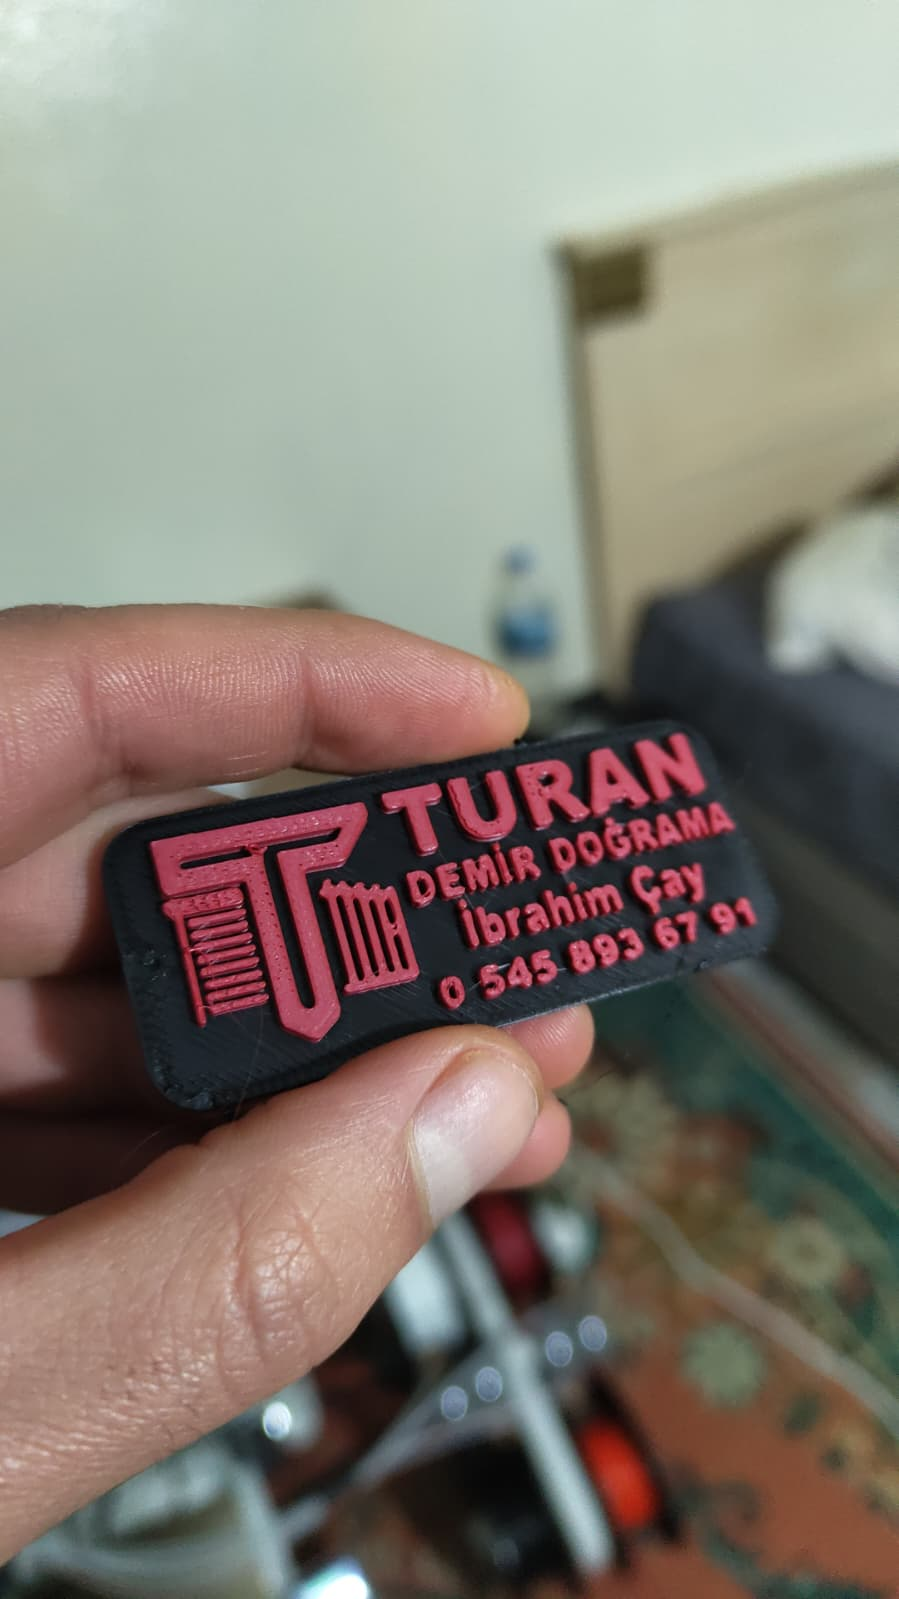 TURAN
DEMİR DOĞRAMA
İbrahim Çay
0 545 893 67 91